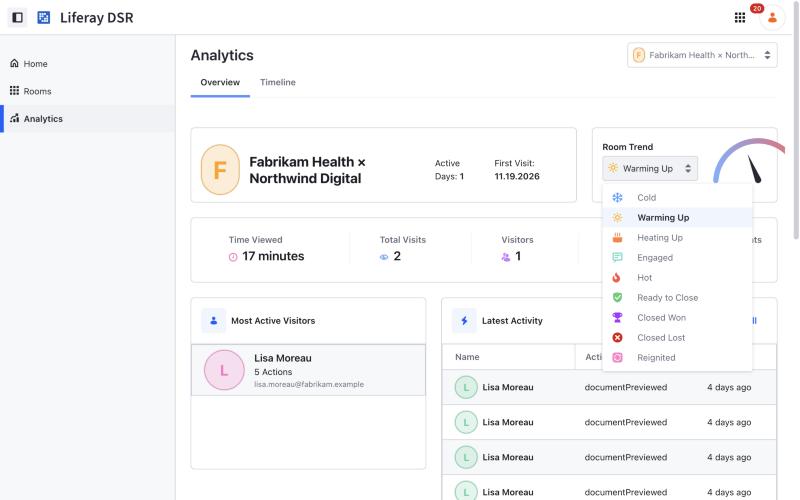 Liferay DSR
20
Home
Rooms
Analytics
Analytics
F
Fabrikam Health × North...
Overview
Timeline
F
Fabrikam Health ×
Northwind Digital
Active
Days: 1
First Visit:
11.19.2026
Room Trend
Warming Up
Cold
Warming Up
Heating Up
Engaged
Hot
Ready to Close
Closed Won
Closed Lost
Reignited
Time Viewed
17 minutes
Total Visits
2
Visitors
1
Most Active Visitors
L
Lisa Moreau
5 Actions
lisa.moreau@fabrikam.example
Latest Activity
Name
L
Lisa Moreau
documentPreviewed
4 days ago
L
Lisa Moreau
documentPreviewed
4 days ago
L
Lisa Moreau
documentPreviewed
4 days ago
L
Lisa Moreau
documentPreviewed
4 days ago